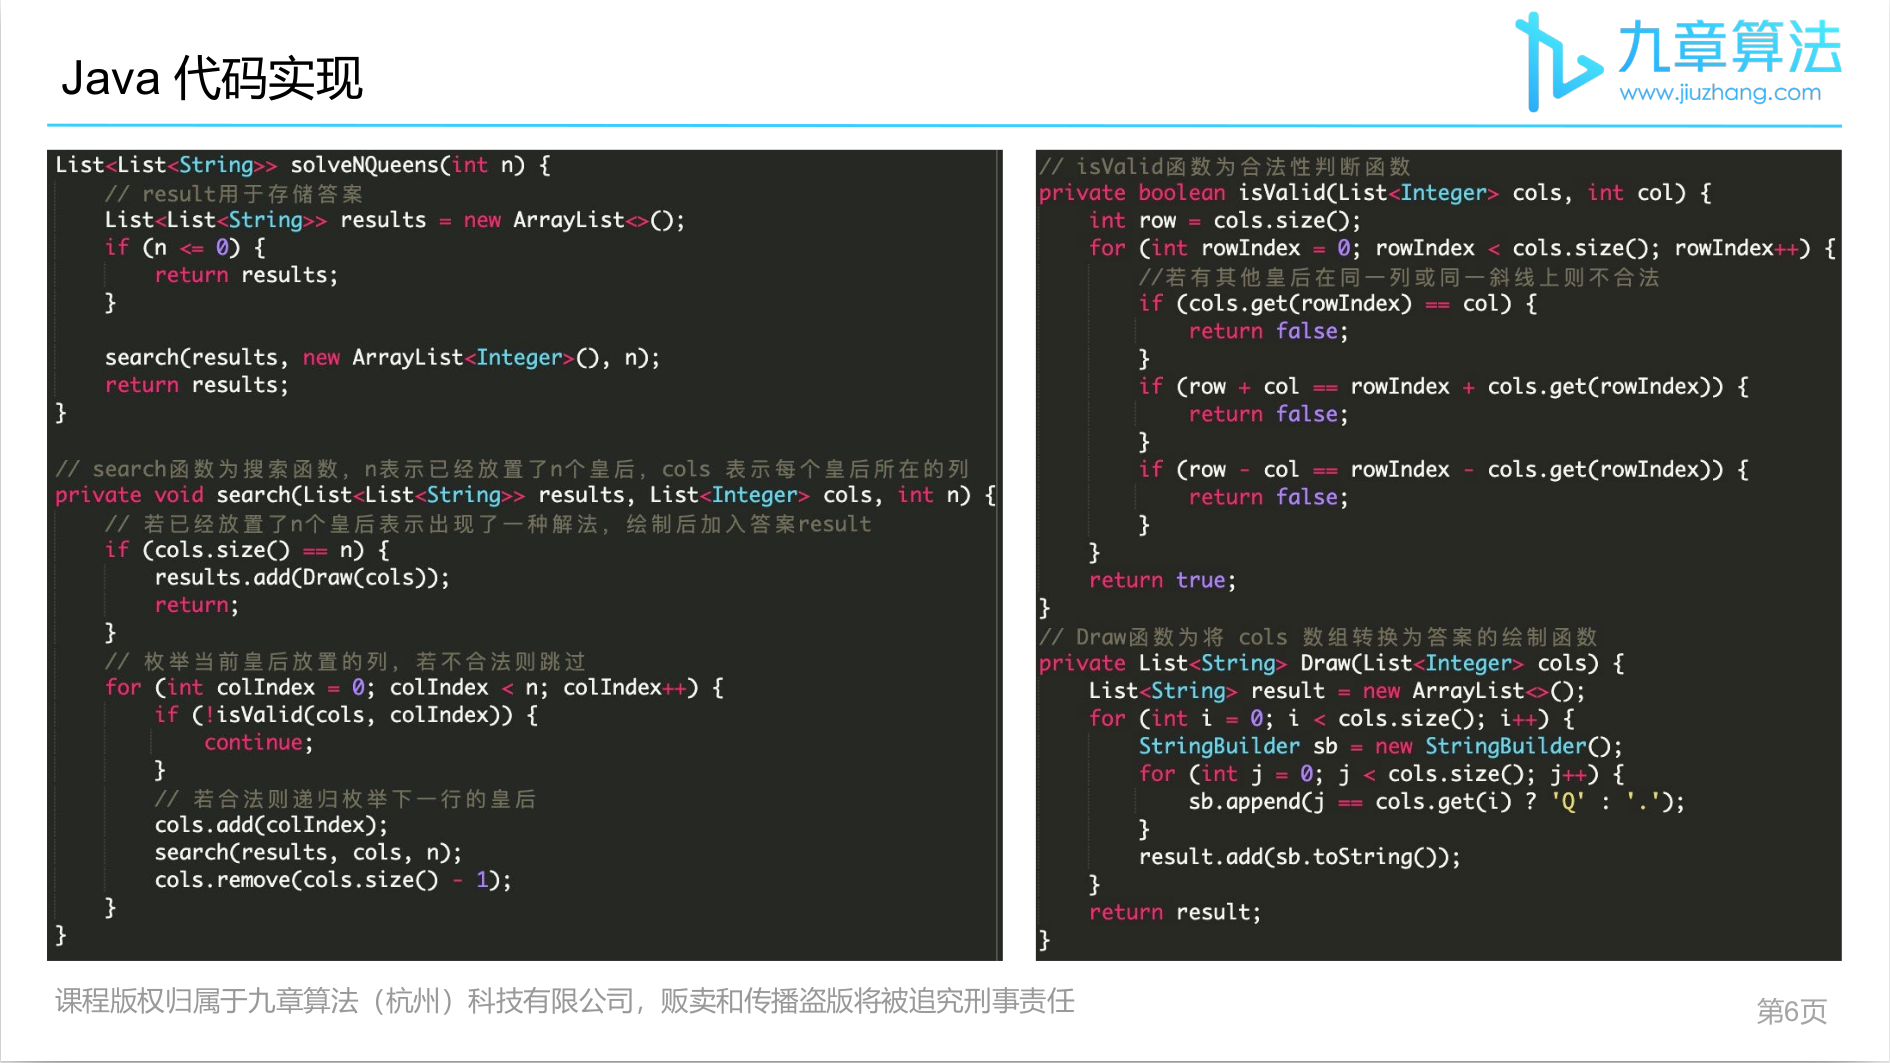 Java 代码实现
九章算法
www.jiuzhang.com
List<List<String>> solveNQueens(int n) {
    // result用于存储答案
    List<List<String>> results = new ArrayList<>();
    if (n <= 0) {
        return results;
    }

    search(results, new ArrayList<Integer>(), n);
    return results;
}

// search函数为搜索函数，n表示已经放置了n个皇后，cols 表示每个皇后所在的列
private void search(List<List<String>> results, List<Integer> cols, int n) {
    // 若已经放置了n个皇后表示出现了一种解法，绘制后加入答案result
    if (cols.size() == n) {
        results.add(Draw(cols));
        return;
    }
    // 枚举当前皇后放置的列，若不合法则跳过
    for (int colIndex = 0; colIndex < n; colIndex++) {
        if (!isValid(cols, colIndex)) {
            continue;
        }
        // 若合法则递归枚举下一行的皇后
        cols.add(colIndex);
        search(results, cols, n);
        cols.remove(cols.size() - 1);
    }
}
// isValid函数为合法性判断函数
private boolean isValid(List<Integer> cols, int col) {
    int row = cols.size();
    for (int rowIndex = 0; rowIndex < cols.size(); rowIndex++) {
        //若有其他皇后在同一列或同一斜线上则不合法
        if (cols.get(rowIndex) == col) {
            return false;
        }
        if (row + col == rowIndex + cols.get(rowIndex)) {
            return false;
        }
        if (row - col == rowIndex - cols.get(rowIndex)) {
            return false;
        }
    }
    return true;
}
// Draw函数为将 cols 数组转换为答案的绘制函数
private List<String> Draw(List<Integer> cols) {
    List<String> result = new ArrayList<>();
    for (int i = 0; i < cols.size(); i++) {
        StringBuilder sb = new StringBuilder();
        for (int j = 0; j < cols.size(); j++) {
            sb.append(j == cols.get(i) ? 'Q' : '.');
        }
        result.add(sb.toString());
    }
    return result;
}
课程版权归属于九章算法（杭州）科技有限公司，贩卖和传播盗版将被追究刑事责任
第6页